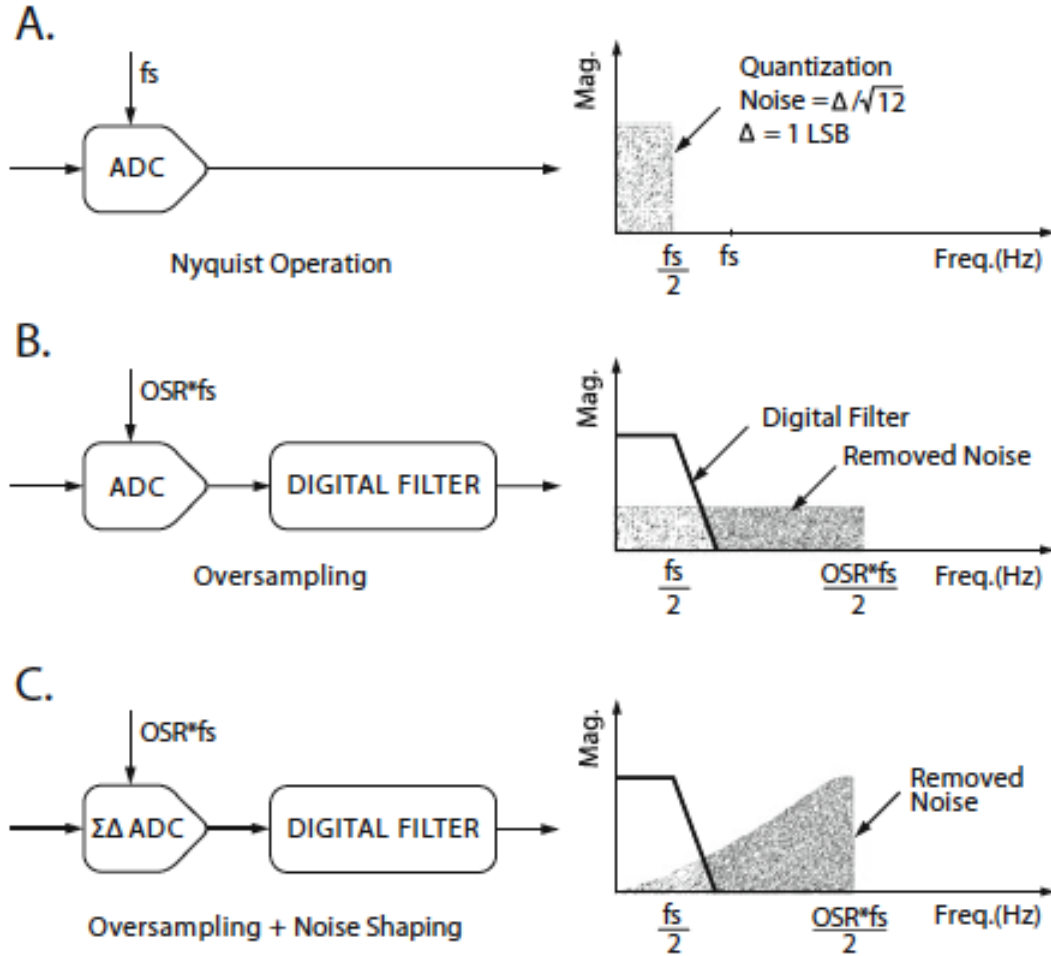 A.
fs
ADC
Nyquist Operation
Mag.
Quantization
Noise = Δ/√12
Δ = 1 LSB
fs
2
fs
Freq.(Hz)
B.
OSR*fs
ADC
DIGITAL FILTER
Oversampling
Mag.
Digital Filter
Removed Noise
fs
2
OSR*fs
2
Freq.(Hz)
C.
OSR*fs
ΣΔ ADC
DIGITAL FILTER
Oversampling + Noise Shaping
Mag.
Removed
Noise
fs
2
OSR*fs
2
Freq.(Hz)